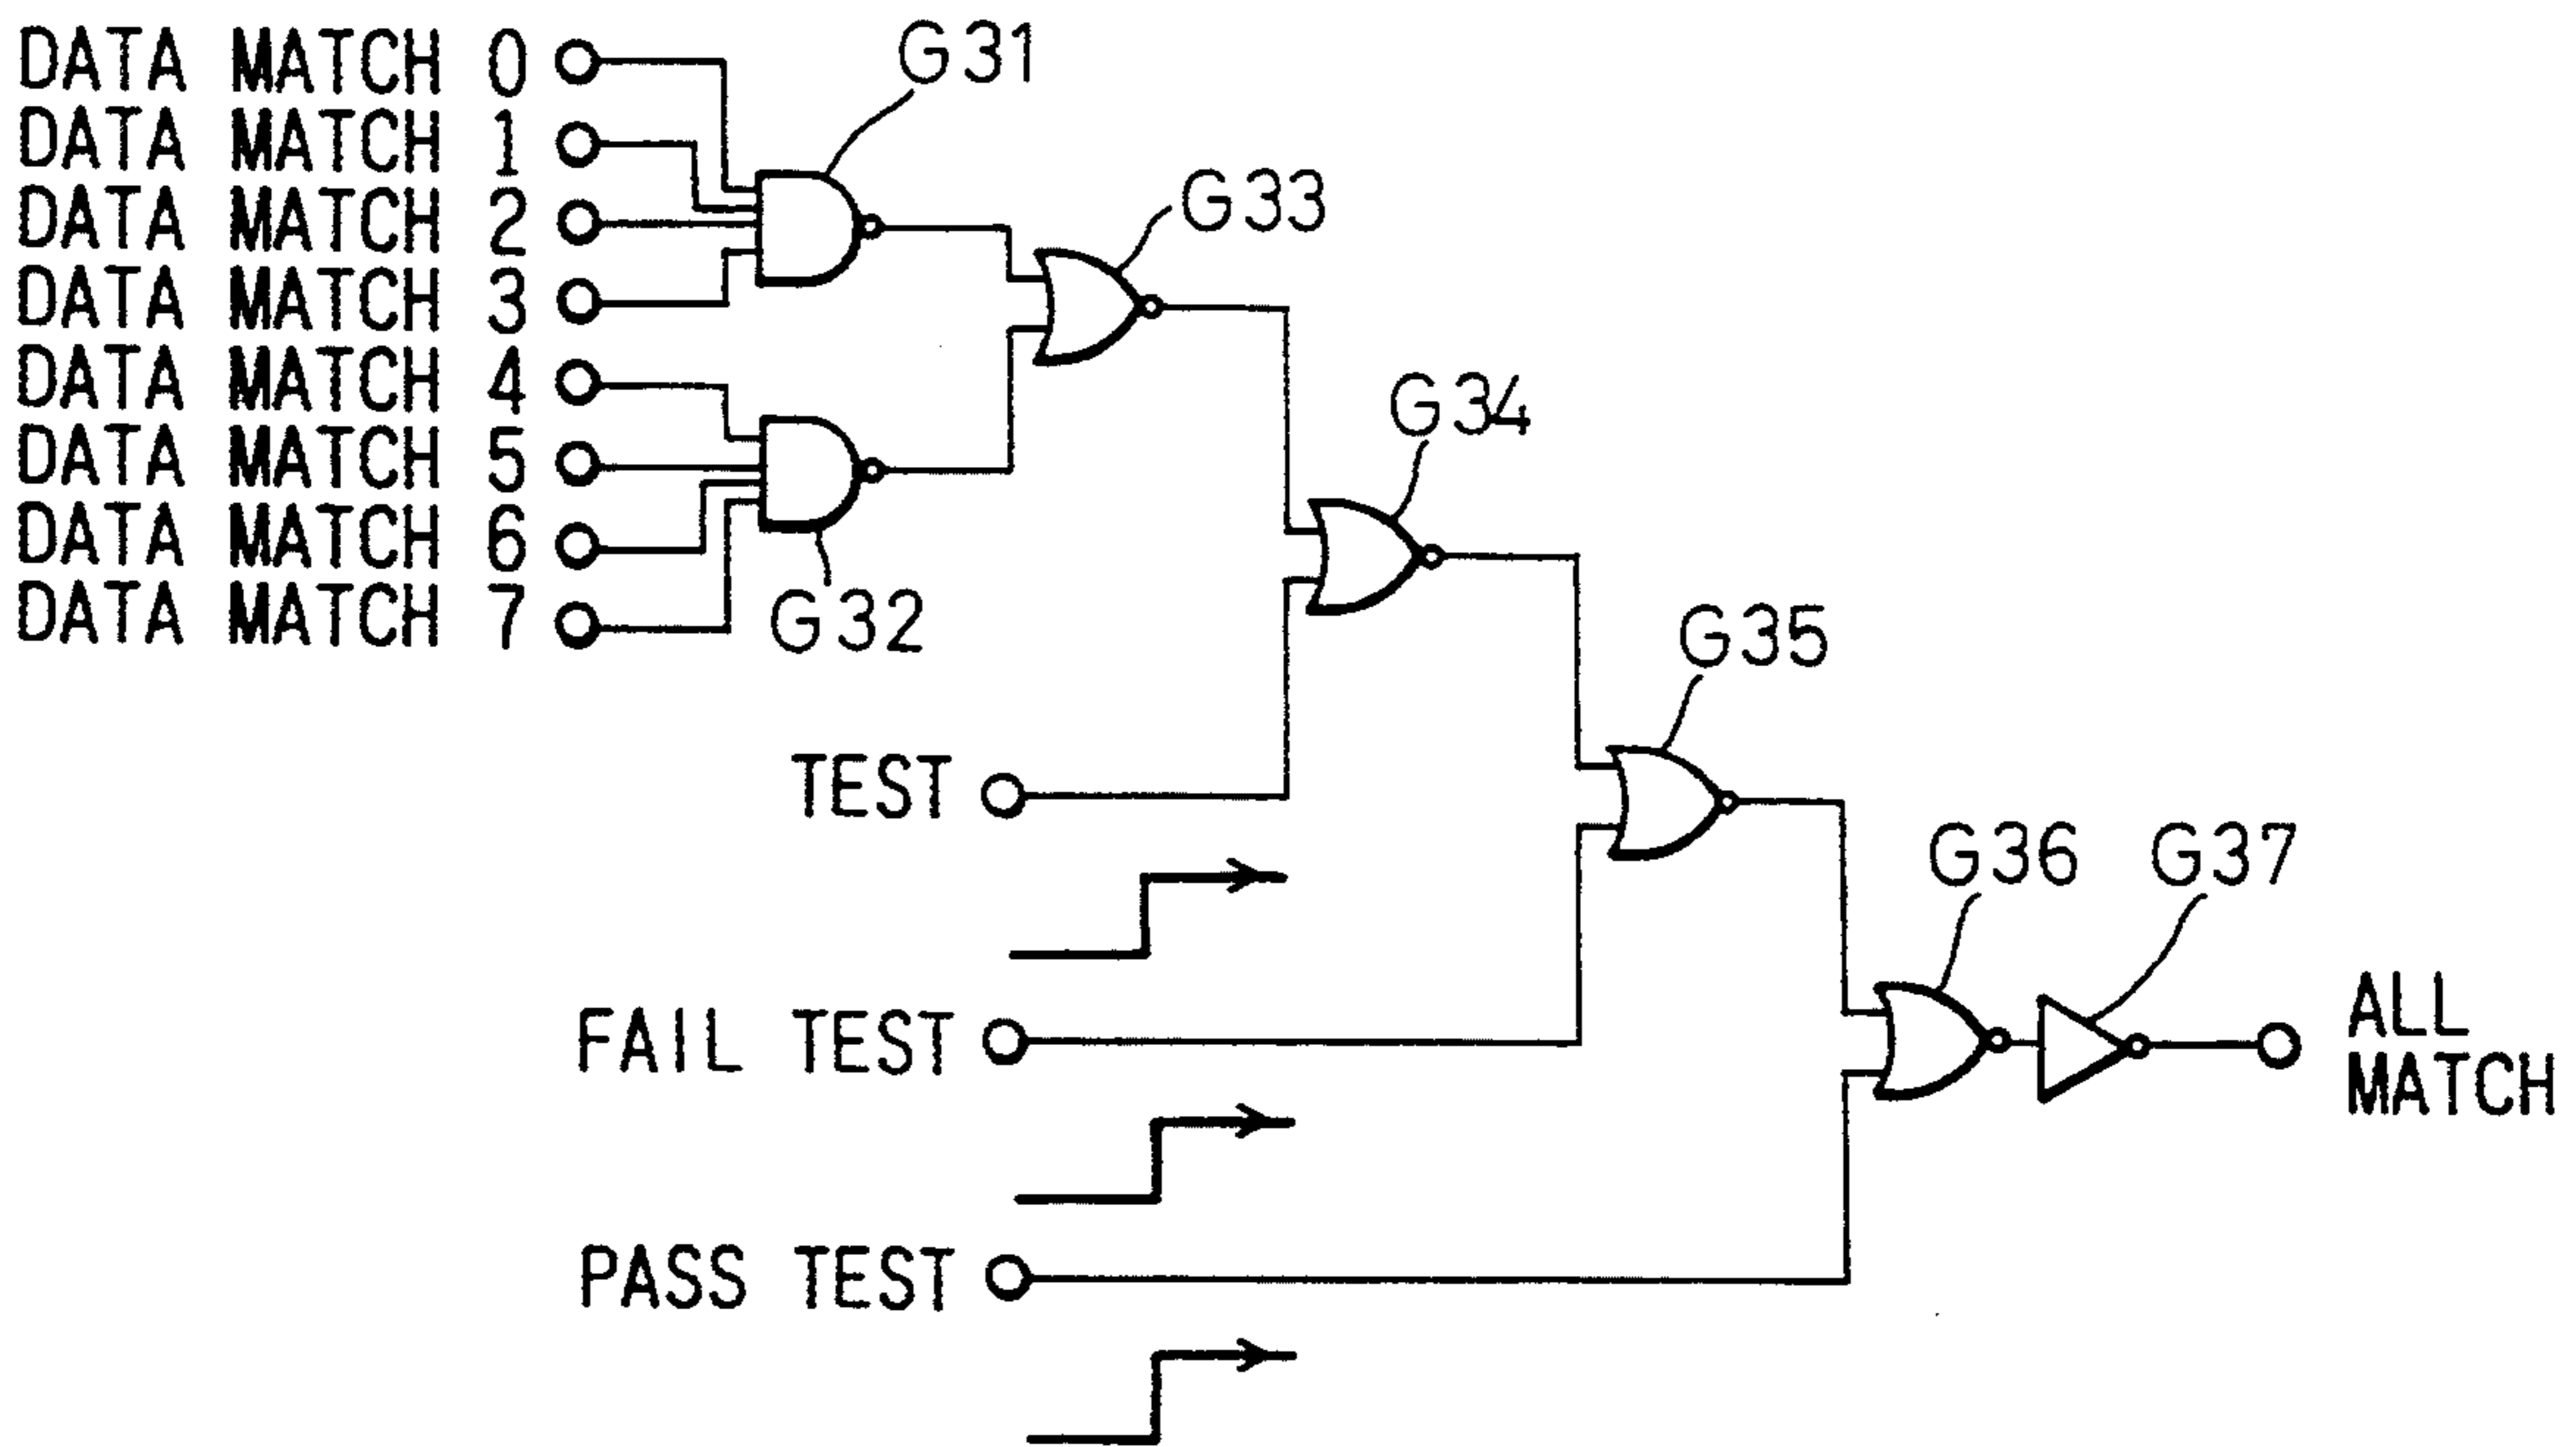 DATA MATCH 0
DATA MATCH 1
DATA MATCH 2
DATA MATCH 3
DATA MATCH 4
DATA MATCH 5
DATA MATCH 6
DATA MATCH 7
G31
G33
G32
G34
TEST
G35
FAIL TEST
G36
G37
PASS TEST
ALL
MATCH